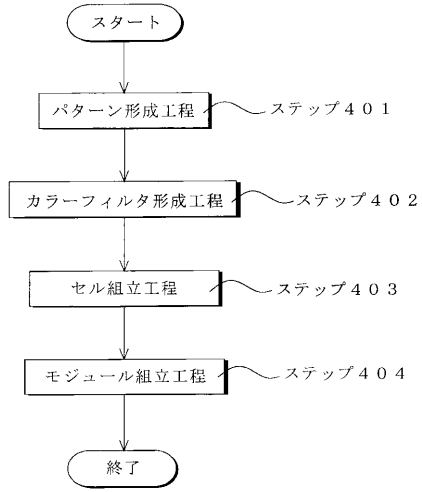 スタート
パターン形成工程 ステップ401
カラーフィルタ形成工程 ステップ402
セル組立工程 ステップ403
モジュール組立工程 ステップ404
終了